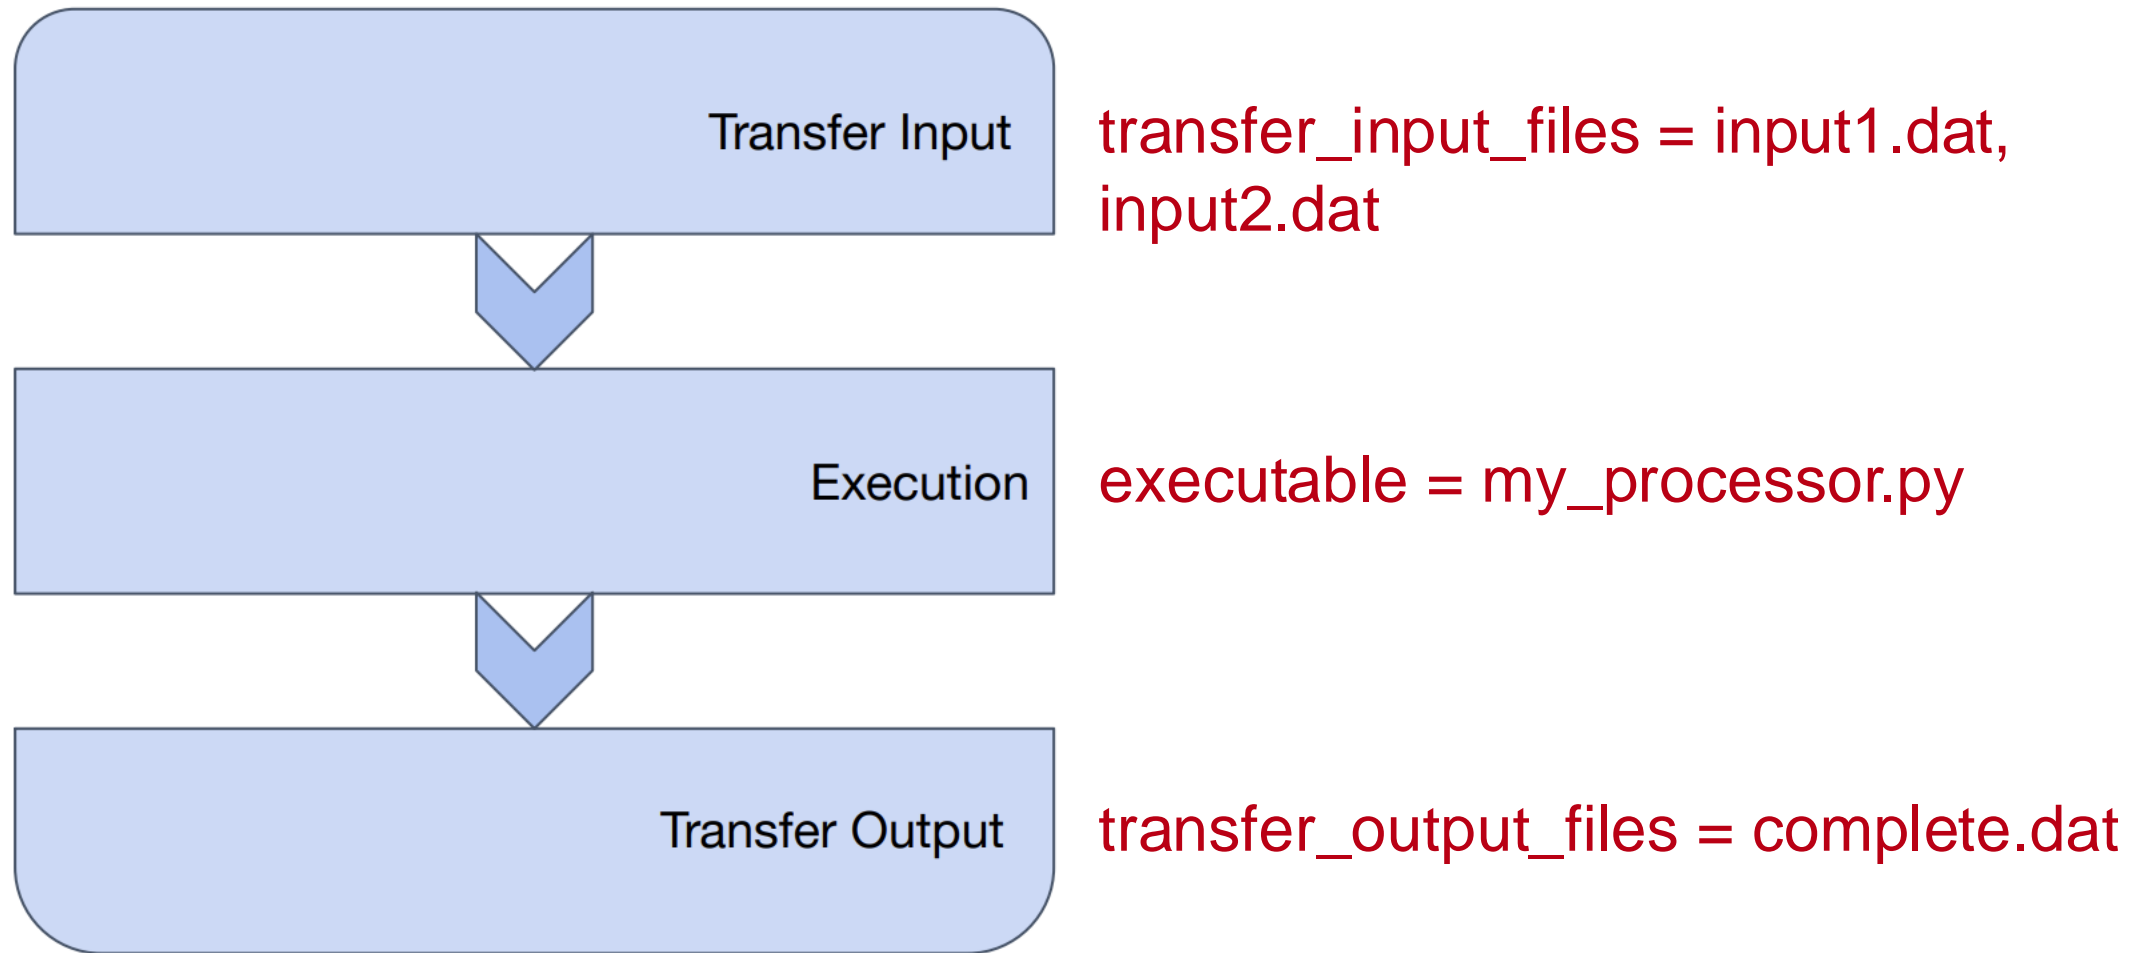 Transfer Input
transfer_input_files = input1.dat,
input2.dat
Execution
executable = my_processor.py
Transfer Output
transfer_output_files = complete.dat